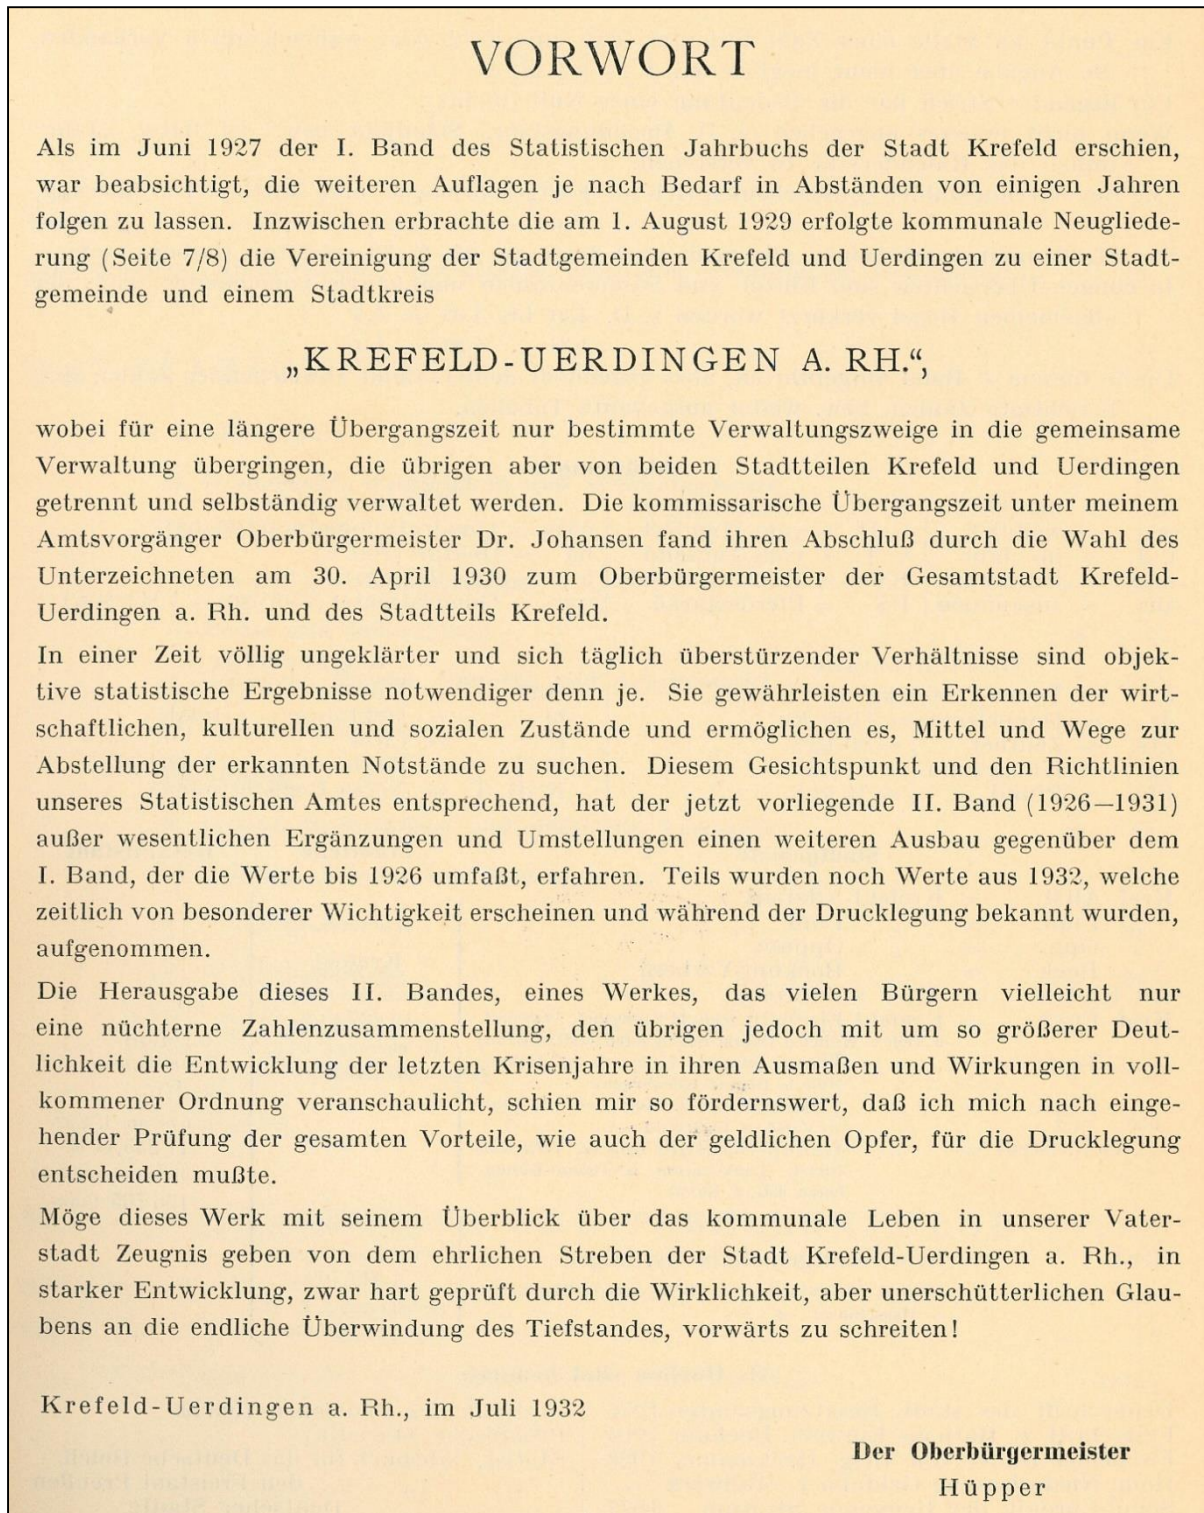 VORWORT
Als im Juni 1927 der I. Band des Statistischen Jahrbuchs der Stadt Krefeld erschien,
war beabsichtigt, die weiteren Auflagen je nach Bedarf in Abständen von einigen Jahren
folgen zu lassen. Inzwischen erbrachte die am 1. August 1929 erfolgte kommunale Neugliede-
rung (Seite 7/8) die Vereinigung der Stadtgemeinden Krefeld und Uerdingen zu einer Stadt-
gemeinde und einem Stadtkreis
„KREFELD-UERDINGEN A. RH.“,
wobei für eine längere Übergangszeit nur bestimmte Verwaltungszweige in die gemeinsame
Verwaltung übergingen, die übrigen aber von beiden Stadtteilen Krefeld und Uerdingen
getrennt und selbständig verwaltet werden. Die kommissarische Übergangszeit unter meinem
Amtsvorgänger Oberbürgermeister Dr. Johansen fand ihren Abschluß durch die Wahl des
Unterzeichneten am 30. April 1930 zum Oberbürgermeister der Gesamtstadt Krefeld-
Uerdingen a. Rh. und des Stadtteils Krefeld.
In einer Zeit völlig ungeklärter und sich täglich überstürzender Verhältnisse sind objek-
tive statistische Ergebnisse notwendiger denn je. Sie gewährleisten ein Erkennen der wirt-
schaftlichen, kulturellen und sozialen Zustände und ermöglichen es, Mittel und Wege zur
Abstellung der erkannten Notstände zu suchen. Diesem Gesichtspunkt und den Richtlinien
unseres Statistischen Amtes entsprechend, hat der jetzt vorliegende II. Band (1926—1931)
außer wesentlichen Ergänzungen und Umstellungen einen weiteren Ausbau gegenüber dem
I. Band, der die Werte bis 1926 umfaßt, erfahren. Teils wurden noch Werte aus 1932, welche
zeitlich von besonderer Wichtigkeit erscheinen und während der Drucklegung bekannt wurden,
aufgenommen.
Die Herausgabe dieses II. Bandes, eines Werkes, das vielen Bürgern vielleicht nur
eine nüchterne Zahlenzusammenstellung, den übrigen jedoch mit um so größerer Deut-
lichkeit die Entwicklung der letzten Krisenjahre in ihren Ausmaßen und Wirkungen in voll-
kommener Ordnung veranschaulicht, schien mir so fördernswert, daß ich mich nach einge-
hender Prüfung der gesamten Vorteile, wie auch der geldlichen Opfer, für die Drucklegung
entscheiden mußte.
Möge dieses Werk mit seinem Überblick über das kommunale Leben in unserer Vater-
stadt Zeugnis geben von dem ehrlichen Streben der Stadt Krefeld-Uerdingen a. Rh., in
starker Entwicklung, zwar hart geprüft durch die Wirklichkeit, aber unerschütterlichen Glau-
bens an die endliche Überwindung des Tiefstandes, vorwärts zu schreiten!
Krefeld-Uerdingen a. Rh., im Juli 1932
Der Oberbürgermeister
Hüpper